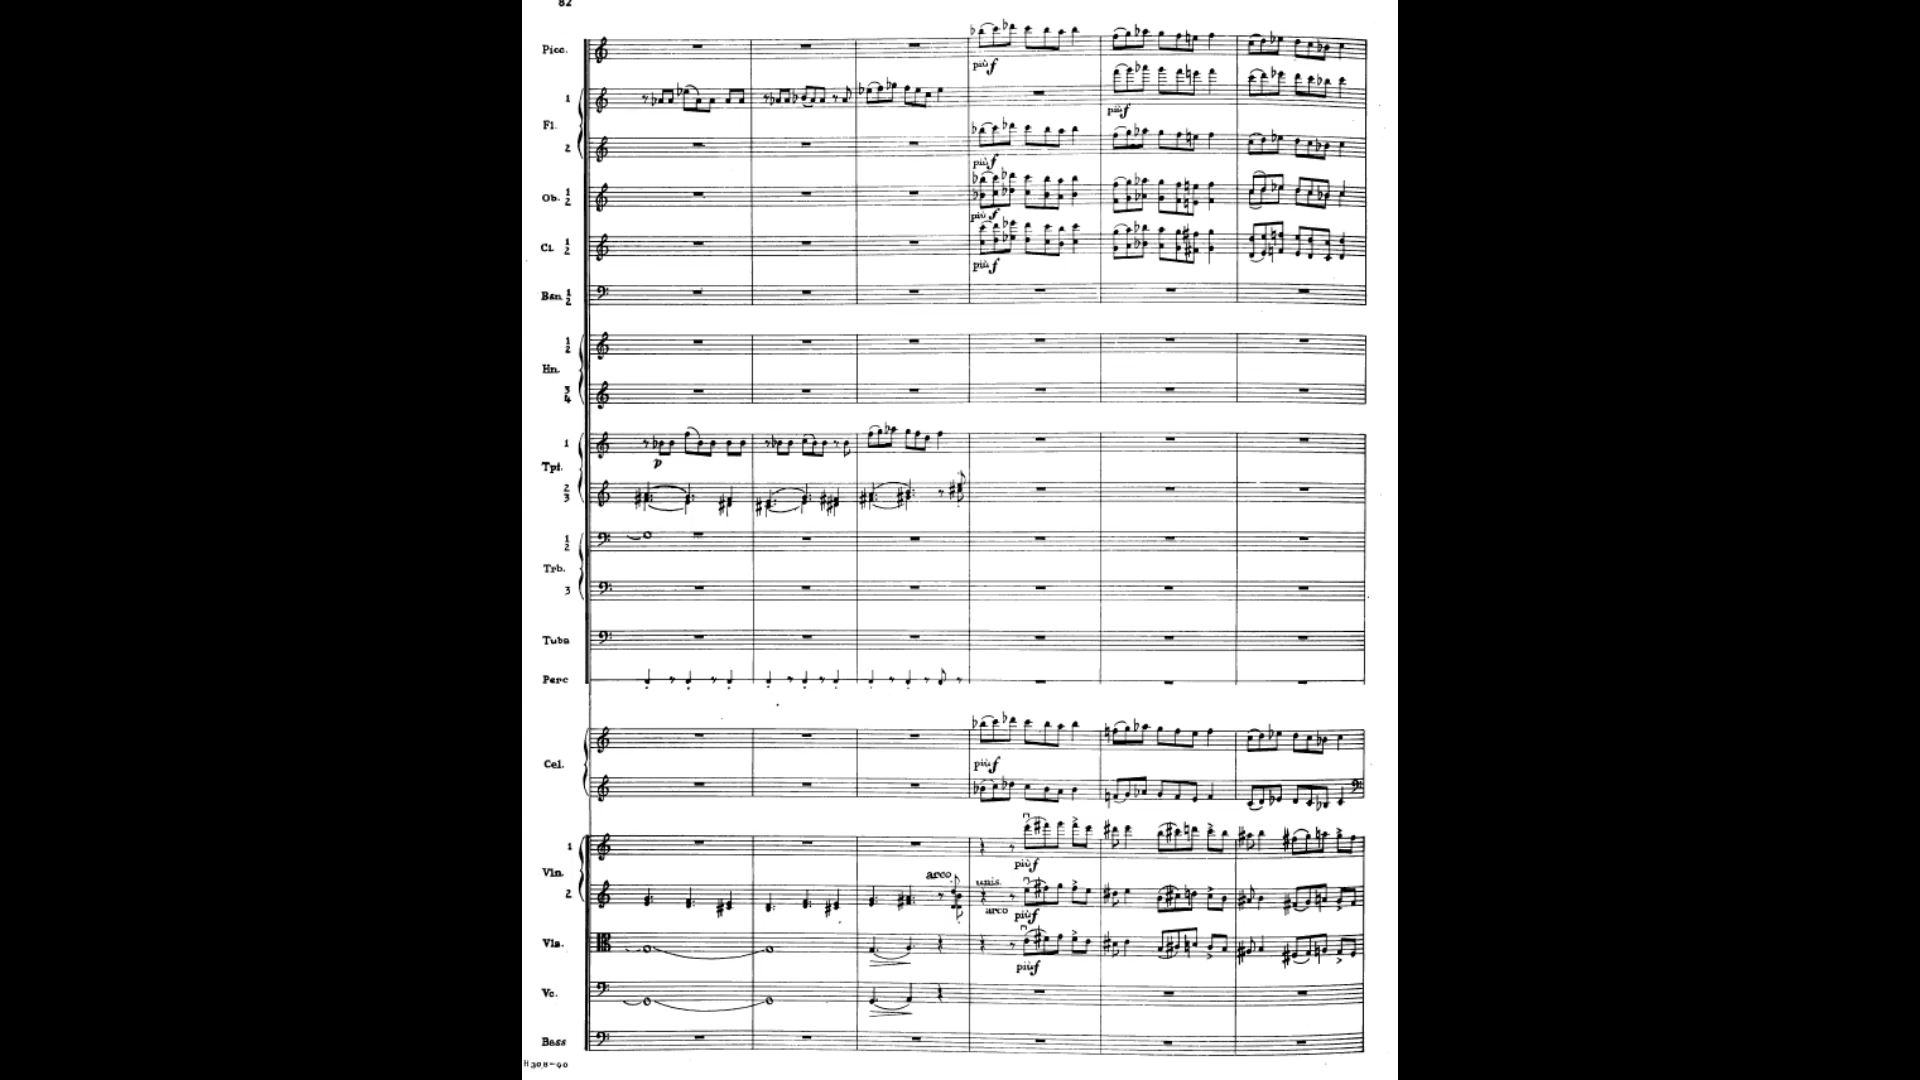 82
Picc.
più f
1
più f
Fl.
2
più f
Ob. 1 2
più f
Cl. 1 2
più f
Bsn. 1 2
1 2
Hn.
3 4
1
p
Tpt.
2 3
1 2
Trb.
3
Tuba
Perc
Cel.
più f
1
più f
Vln.
arco
unis.
2
arco più f
Vla.
più f
Vc.
Bass
H.308-90